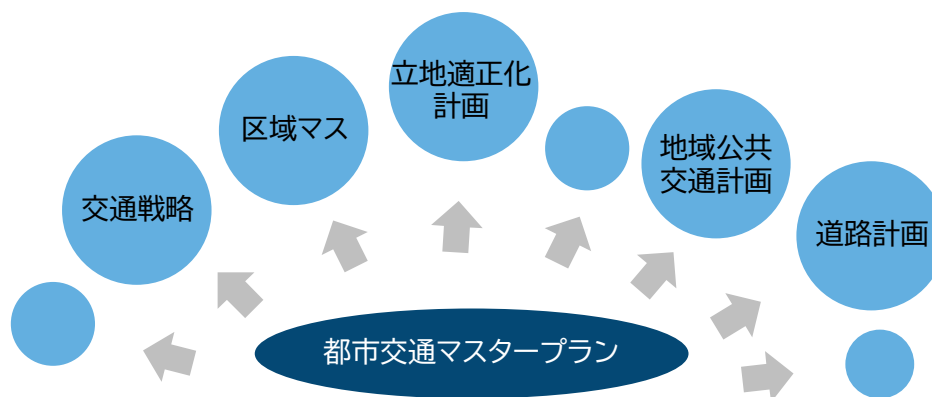 交通戦略
区域マス
立地適正化
計画
地域公共
交通計画
道路計画
都市交通マスタープラン